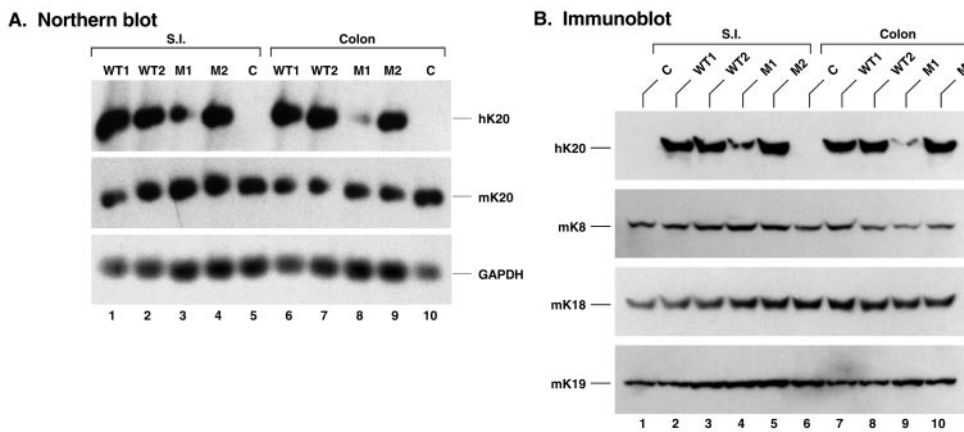 A. Northern blot
S.I. Colon
WT1 WT2 M1 M2 C WT1 WT2 M1 M2 C
hK20
mK20
GAPDH
1 2 3 4 5 6 7 8 9 10
B. Immunoblot
S.I. Colon
C WT1 WT2 M1 M2 C WT1 WT2 M1
hK20
mK8
mK18
mK19
1 2 3 4 5 6 7 8 9 10